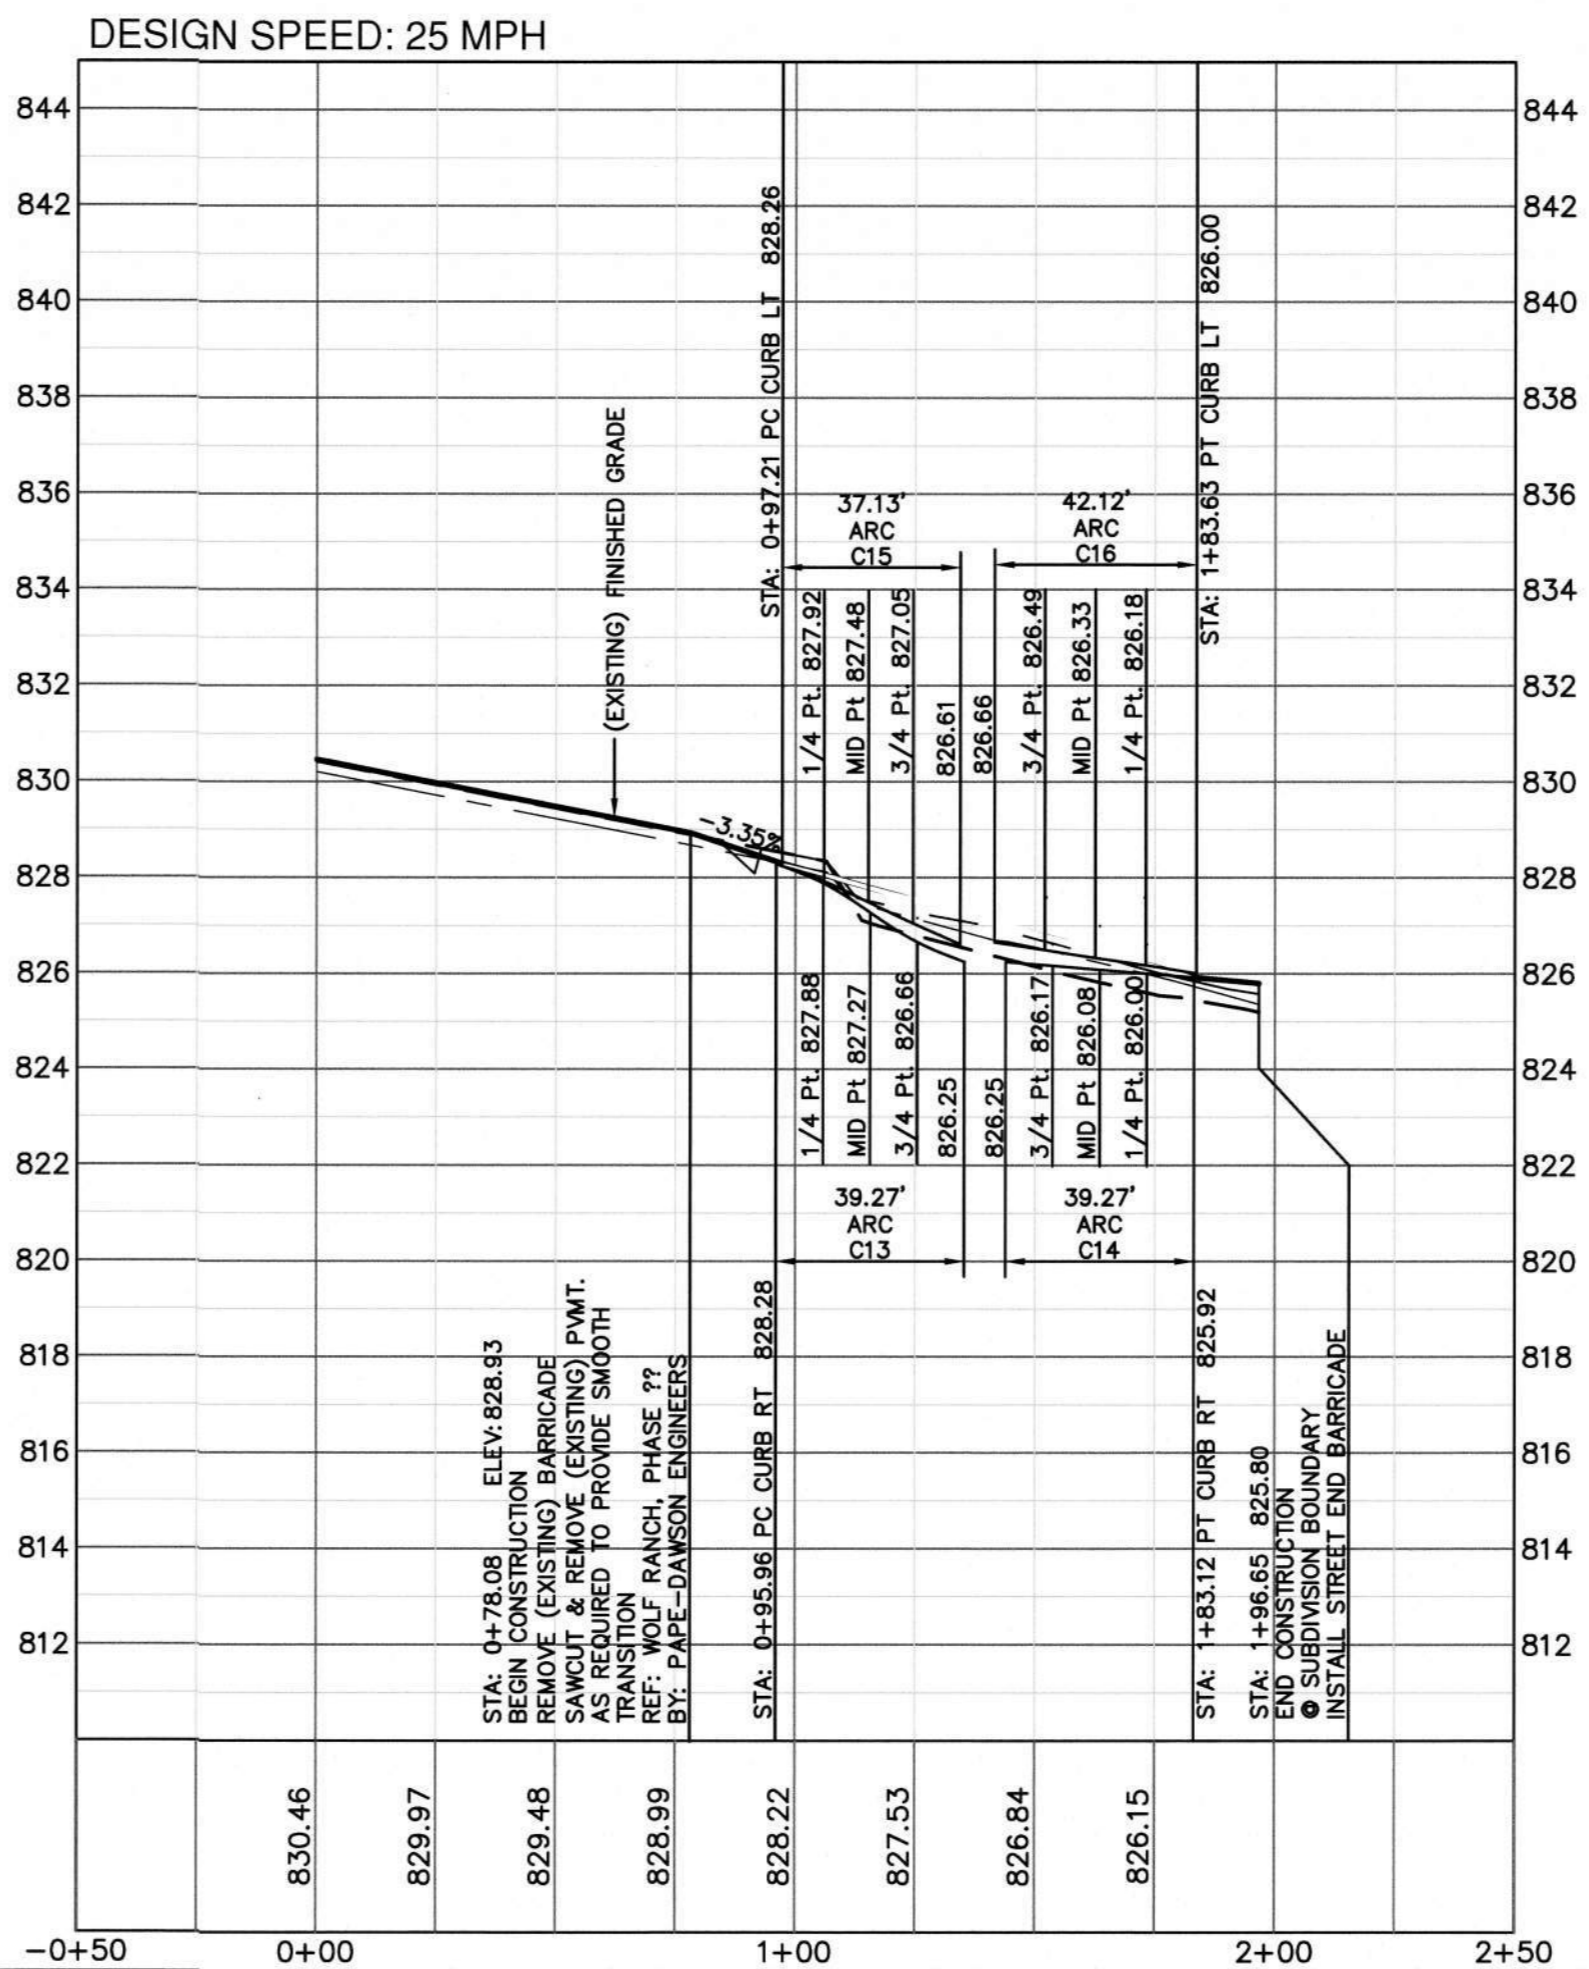 DESIGN SPEED: 25 MPH
844
842
840
838
836
834
832
830
828
826
824
822
820
818
816
814
812
844
842
840
838
836
834
832
830
828
826
824
822
820
818
816
814
812
(EXISTING) FINISHED GRADE
STA: 0+97.21 PC CURB LT 828.26
STA: 1+83.63 PT CURB LT 826.00
37.13'
ARC
C15
42.12'
ARC
C16
1/4 Pt. 827.92
MID Pt 827.48
3/4 Pt. 827.05
826.61
826.66
3/4 Pt. 826.49
MID Pt 826.33
1/4 Pt. 826.18
-3.35%
1/4 Pt. 827.88
MID Pt 827.27
3/4 Pt. 826.66
826.25
826.25
3/4 Pt. 826.17
MID Pt 826.08
1/4 Pt. 826.00
39.27'
ARC
C13
39.27'
ARC
C14
STA: 0+78.08 ELEV: 828.93
BEGIN CONSTRUCTION
REMOVE (EXISTING) BARRICADE
SAWCUT & REMOVE (EXISTING) PVMT.
AS REQUIRED TO PROVIDE SMOOTH
TRANSITION
REF: WOLF RANCH, PHASE ??
BY: PAPE-DAWSON ENGINEERS
STA: 0+95.96 PC CURB RT 828.28
STA: 1+83.12 PT CURB RT 825.92
STA: 1+96.65 825.80
END CONSTRUCTION
@ SUBDIVISION BOUNDARY
INSTALL STREET END BARRICADE
830.46
829.97
829.48
828.99
828.22
827.53
826.84
826.15
-0+50
0+00
1+00
2+00
2+50